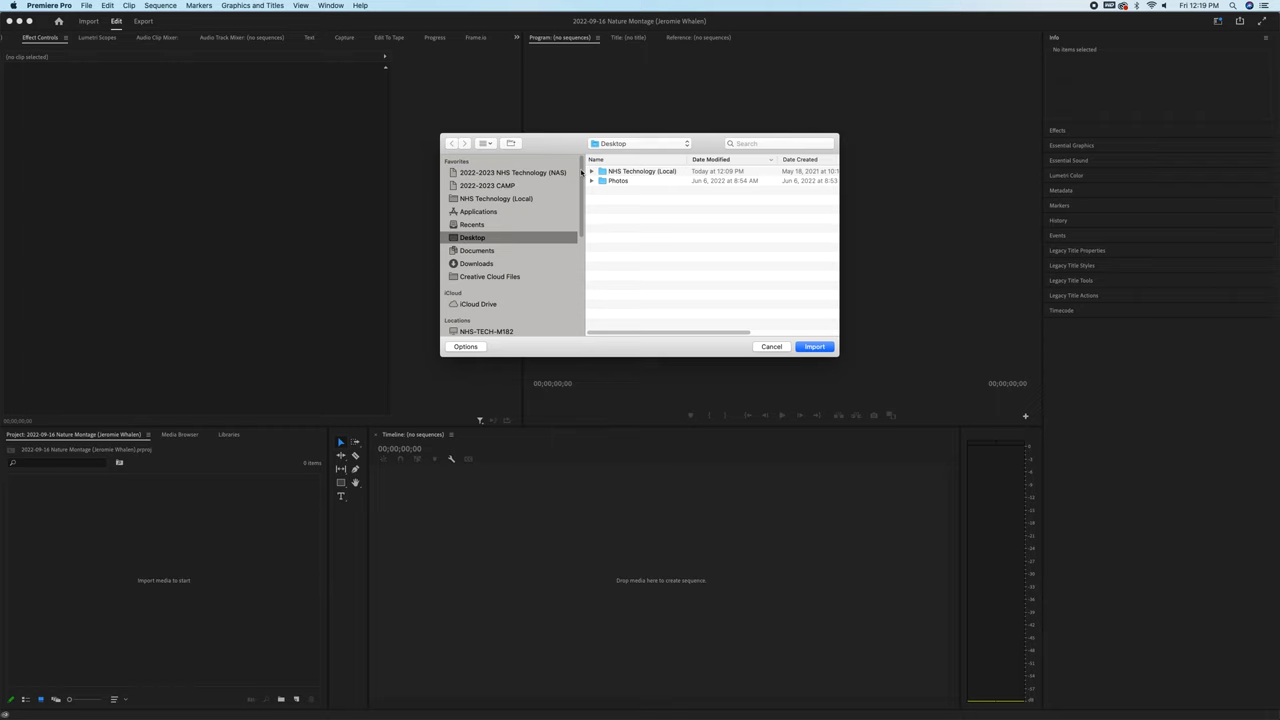 Premiere Pro File Edit Clip Sequence Markers Graphics and Titles View Window Help Fri 12:19 PM
Import Edit Export 2022-09-16 Nature Montage (Jeromie Whalen)
Effect Controls Lumetri Scopes Audio Clip Mixer: Audio Track Mixer: (no sequences) Text Capture Edit To Tape Progress Frame.io Program: (no sequences) Title: (no title) Reference: (no sequences) Info
(no clip selected)
No items selected
Desktop Search
Favorites
2022-2023 NHS Technology (NAS)
2022-2023 CAMP
NHS Technology (Local)
Applications
Recents
Desktop
Documents
Downloads
Creative Cloud Files
iCloud
iCloud Drive
Locations
NHS-TECH-M182
Name Date Modified Date Created
NHS Technology (Local) Today at 12:09 PM May 18, 2021 at 10:1
Photos Jun 6, 2022 at 8:54 AM Jun 6, 2022 at 8:53
Options Cancel Import
Effects
Essential Graphics
Essential Sound
Lumetri Color
Metadata
Markers
History
Events
Legacy Title Properties
Legacy Title Styles
Legacy Title Tools
Legacy Title Actions
Timecode
00;00;00;00 00;00;00;00
00;00;00;00
Project: 2022-09-16 Nature Montage (Jeromie Whalen) Media Browser Libraries
2022-09-16 Nature Montage (Jeromie Whalen).prproj
0 items
Import media to start
Timeline: (no sequences)
00;00;00;00
Drop media here to create sequence.